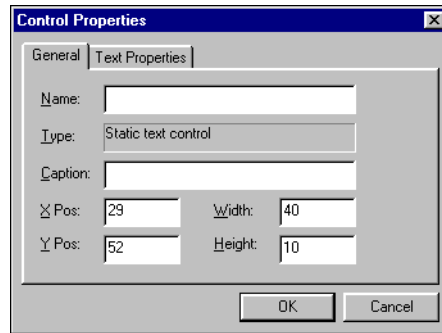 Control Properties
General Text Properties
Name:
Type: Static text control
Caption:
X Pos: 29 Width: 40
Y Pos: 52 Height: 10
OK Cancel